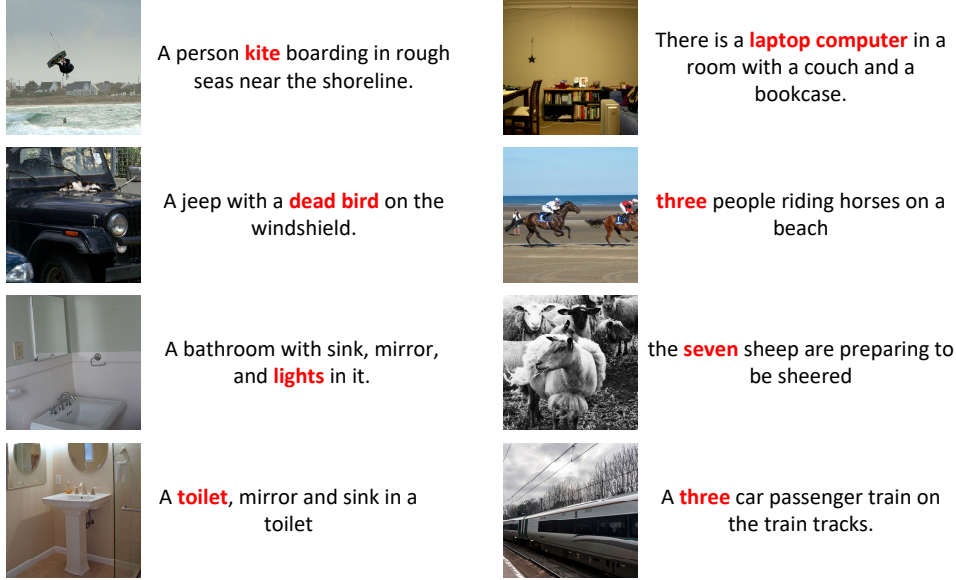 A person kite boarding in rough
seas near the shoreline.
There is a laptop computer in a
room with a couch and a
bookcase.
A jeep with a dead bird on the
windshield.
three people riding horses on a
beach
A bathroom with sink, mirror,
and lights in it.
the seven sheep are preparing to
be sheered
A toilet, mirror and sink in a
toilet
A three car passenger train on
the train tracks.